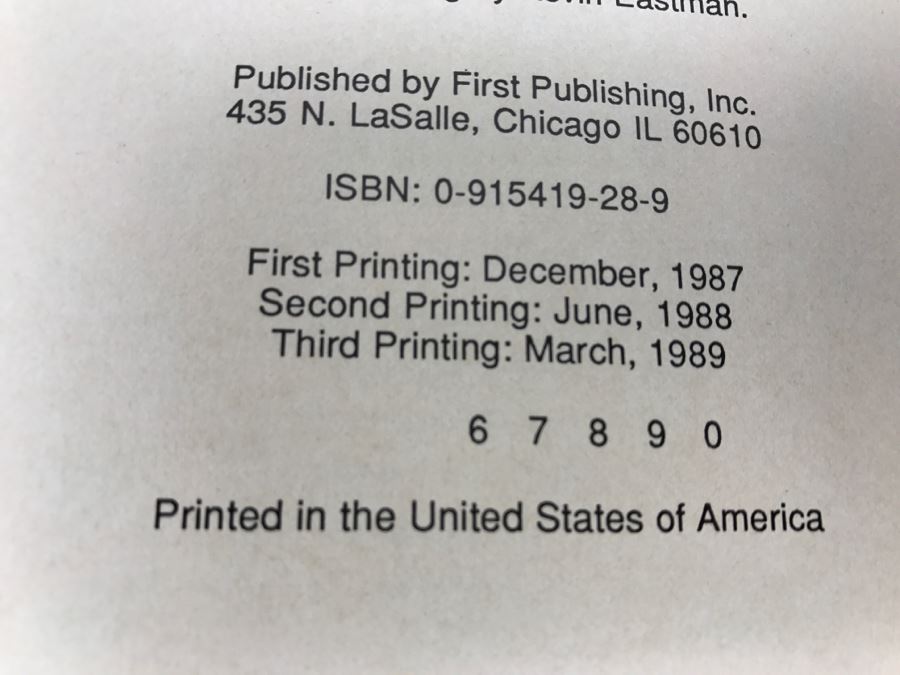 Eastman.
Published by First Publishing, Inc.
435 N. LaSalle, Chicago IL 60610
ISBN: 0-915419-28-9
First Printing: December, 1987
Second Printing: June, 1988
Third Printing: March, 1989
6 7 8 9 0
Printed in the United States of America